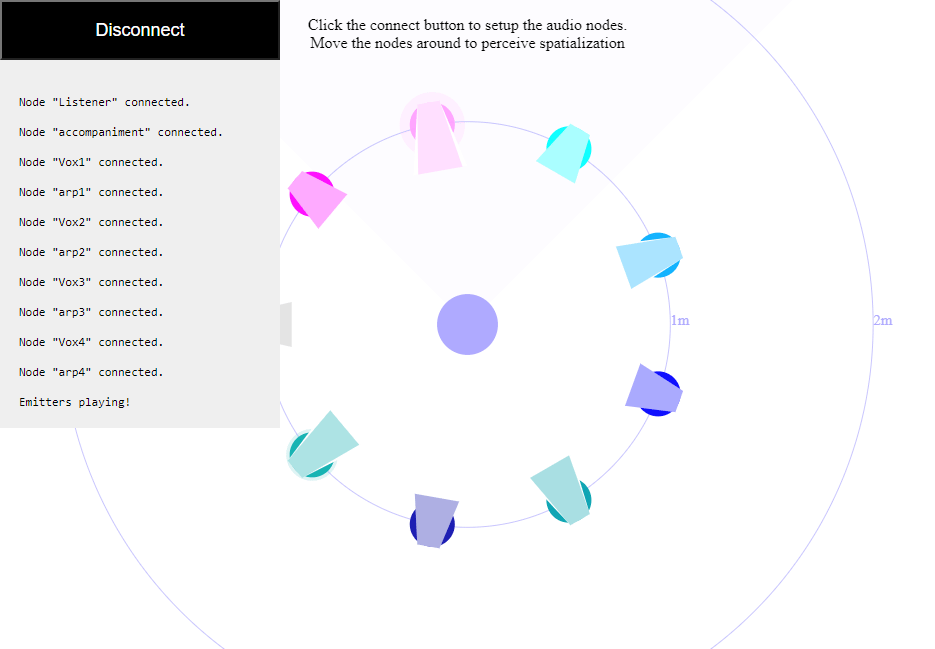 Disconnect
Click the connect button to setup the audio nodes.
Move the nodes around to perceive spatialization
Node "Listener" connected.
Node "accompaniment" connected.
Node "Vox1" connected.
Node "arp1" connected.
Node "Vox2" connected.
Node "arp2" connected.
Node "Vox3" connected.
Node "arp3" connected.
Node "Vox4" connected.
Node "arp4" connected.
Emitters playing!
1m
2m